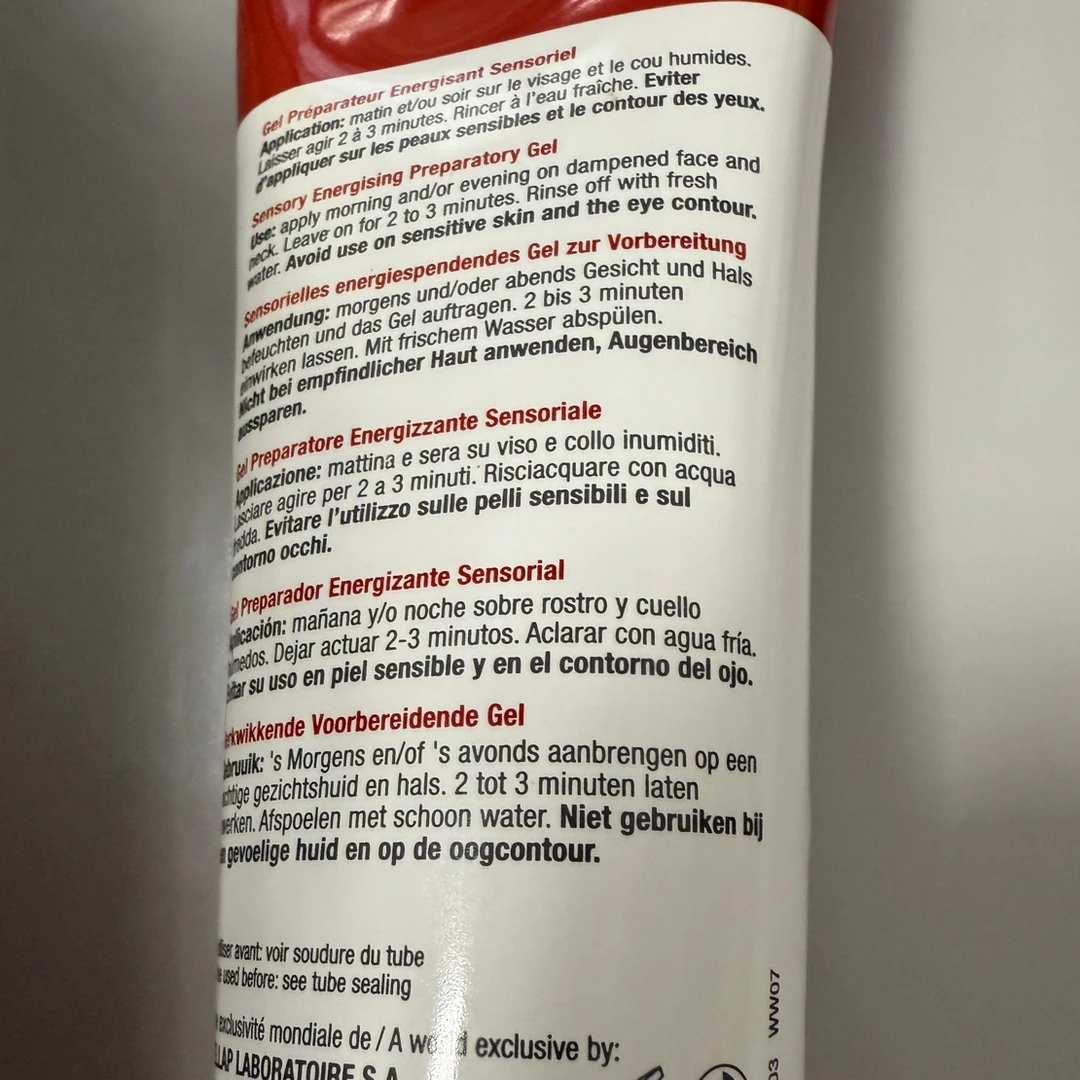 Gel Préparateur Energisant Sensoriel
Application: matin et/ou soir sur le visage et le cou humides.
Laisser agir 2 à 3 minutes. Rincer à l'eau fraîche. Eviter
d'appliquer sur les peaux sensibles et le contour des yeux.
Sensory Energising Preparatory Gel
Use: apply morning and/or evening on dampened face and
neck. Leave on for 2 to 3 minutes. Rinse off with fresh
water. Avoid use on sensitive skin and the eye contour.
Sensorielles energiespendendes Gel zur Vorbereitung
Anwendung: morgens und/oder abends Gesicht und Hals
befeuchten und das Gel auftragen. 2 bis 3 minuten
einwirken lassen. Mit frischem Wasser abspülen.
Nicht bei empfindlicher Haut anwenden, Augenbereich
aussparen.
Gel Preparatore Energizzante Sensoriale
Applicazione: mattina e sera su viso e collo inumiditi.
Lasciare agire per 2 a 3 minuti. Risciacquare con acqua
fredda. Evitare l'utilizzo sulle pelli sensibili e sul
contorno occhi.
Gel Preparador Energizante Sensorial
Aplicación: mañana y/o noche sobre rostro y cuello
húmedos. Dejar actuar 2-3 minutos. Aclarar con agua fría.
Evitar su uso en piel sensible y en el contorno del ojo.
Voorbereidende Gel
's Morgens en/of 's avonds aanbrengen op een
gezichtshuid en hals. 2 tot 3 minuten laten
werken. Afspoelen met schoon water. Niet gebruiken bij
gevoelige huid en op de oogcontour.
avant: voir soudure du tube
used before: see tube sealing
exclusivité mondiale de / A world exclusive by:
LABORATOIRE S.A.
03 WW07